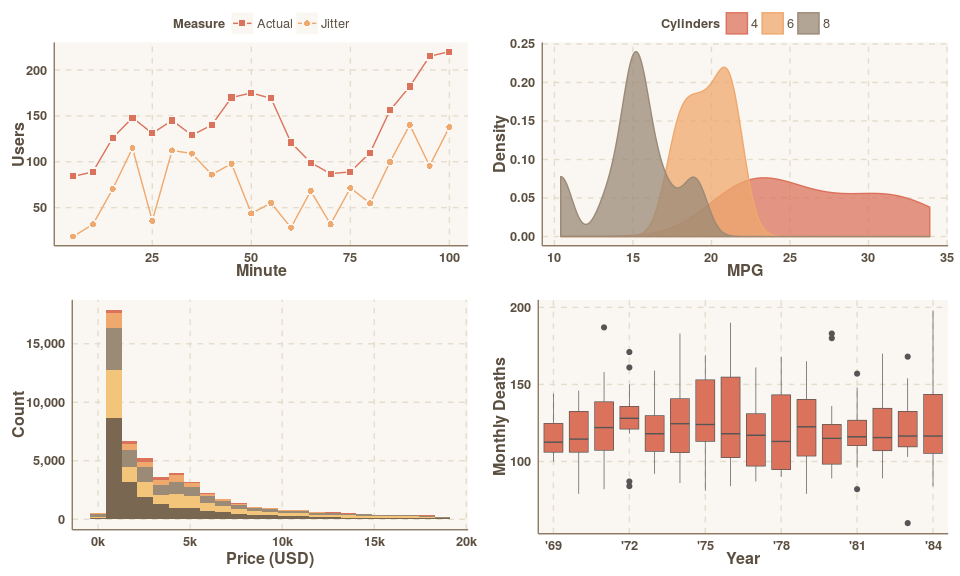 Measure Actual Jitter
200
150
100
50
Users
25 50 75 100
Minute
Cylinders 4 6 8
0.25
0.20
0.15
0.10
0.05
0.00
Density
10 15 20 25 30 35
MPG
15,000
10,000
5,000
0
Count
0k 5k 10k 15k 20k
Price (USD)
200
150
100
Monthly Deaths
'69 '72 '75 '78 '81 '84
Year